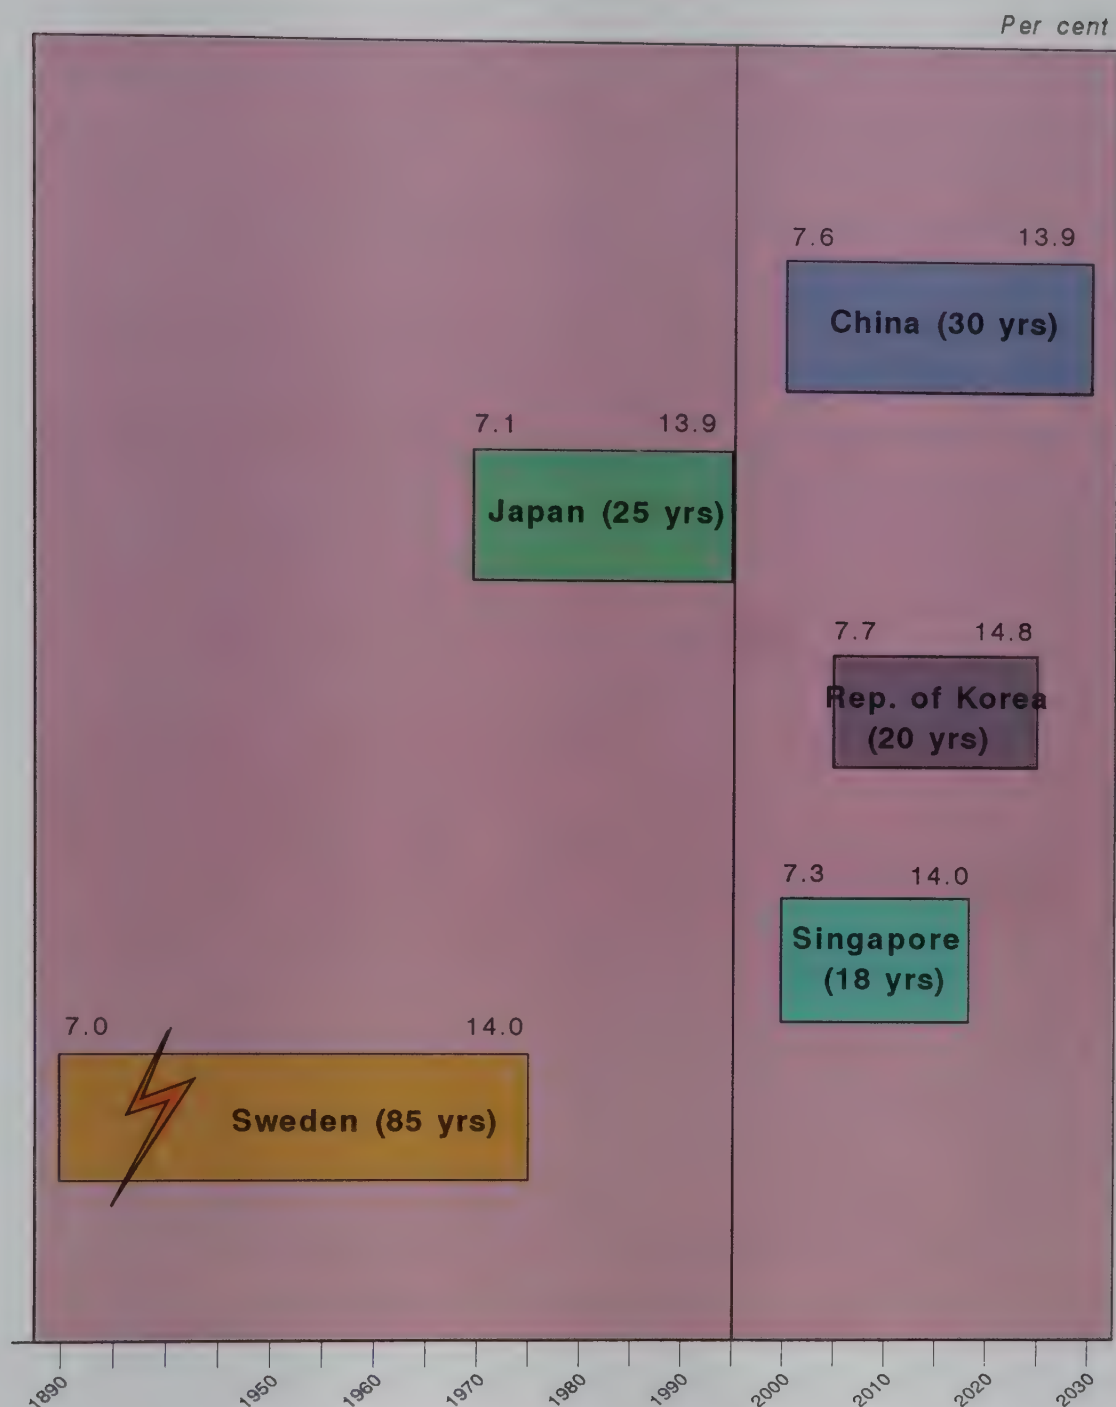 Per cent
7.6 13.9
China (30 yrs)
7.1 13.9
Japan (25 yrs)
7.7 14.8
Rep. of Korea
(20 yrs)
7.3 14.0
Singapore
(18 yrs)
7.0 14.0
Sweden (85 yrs)
1890 1950 1960 1970 1980 1990 2000 2010 2020 2030